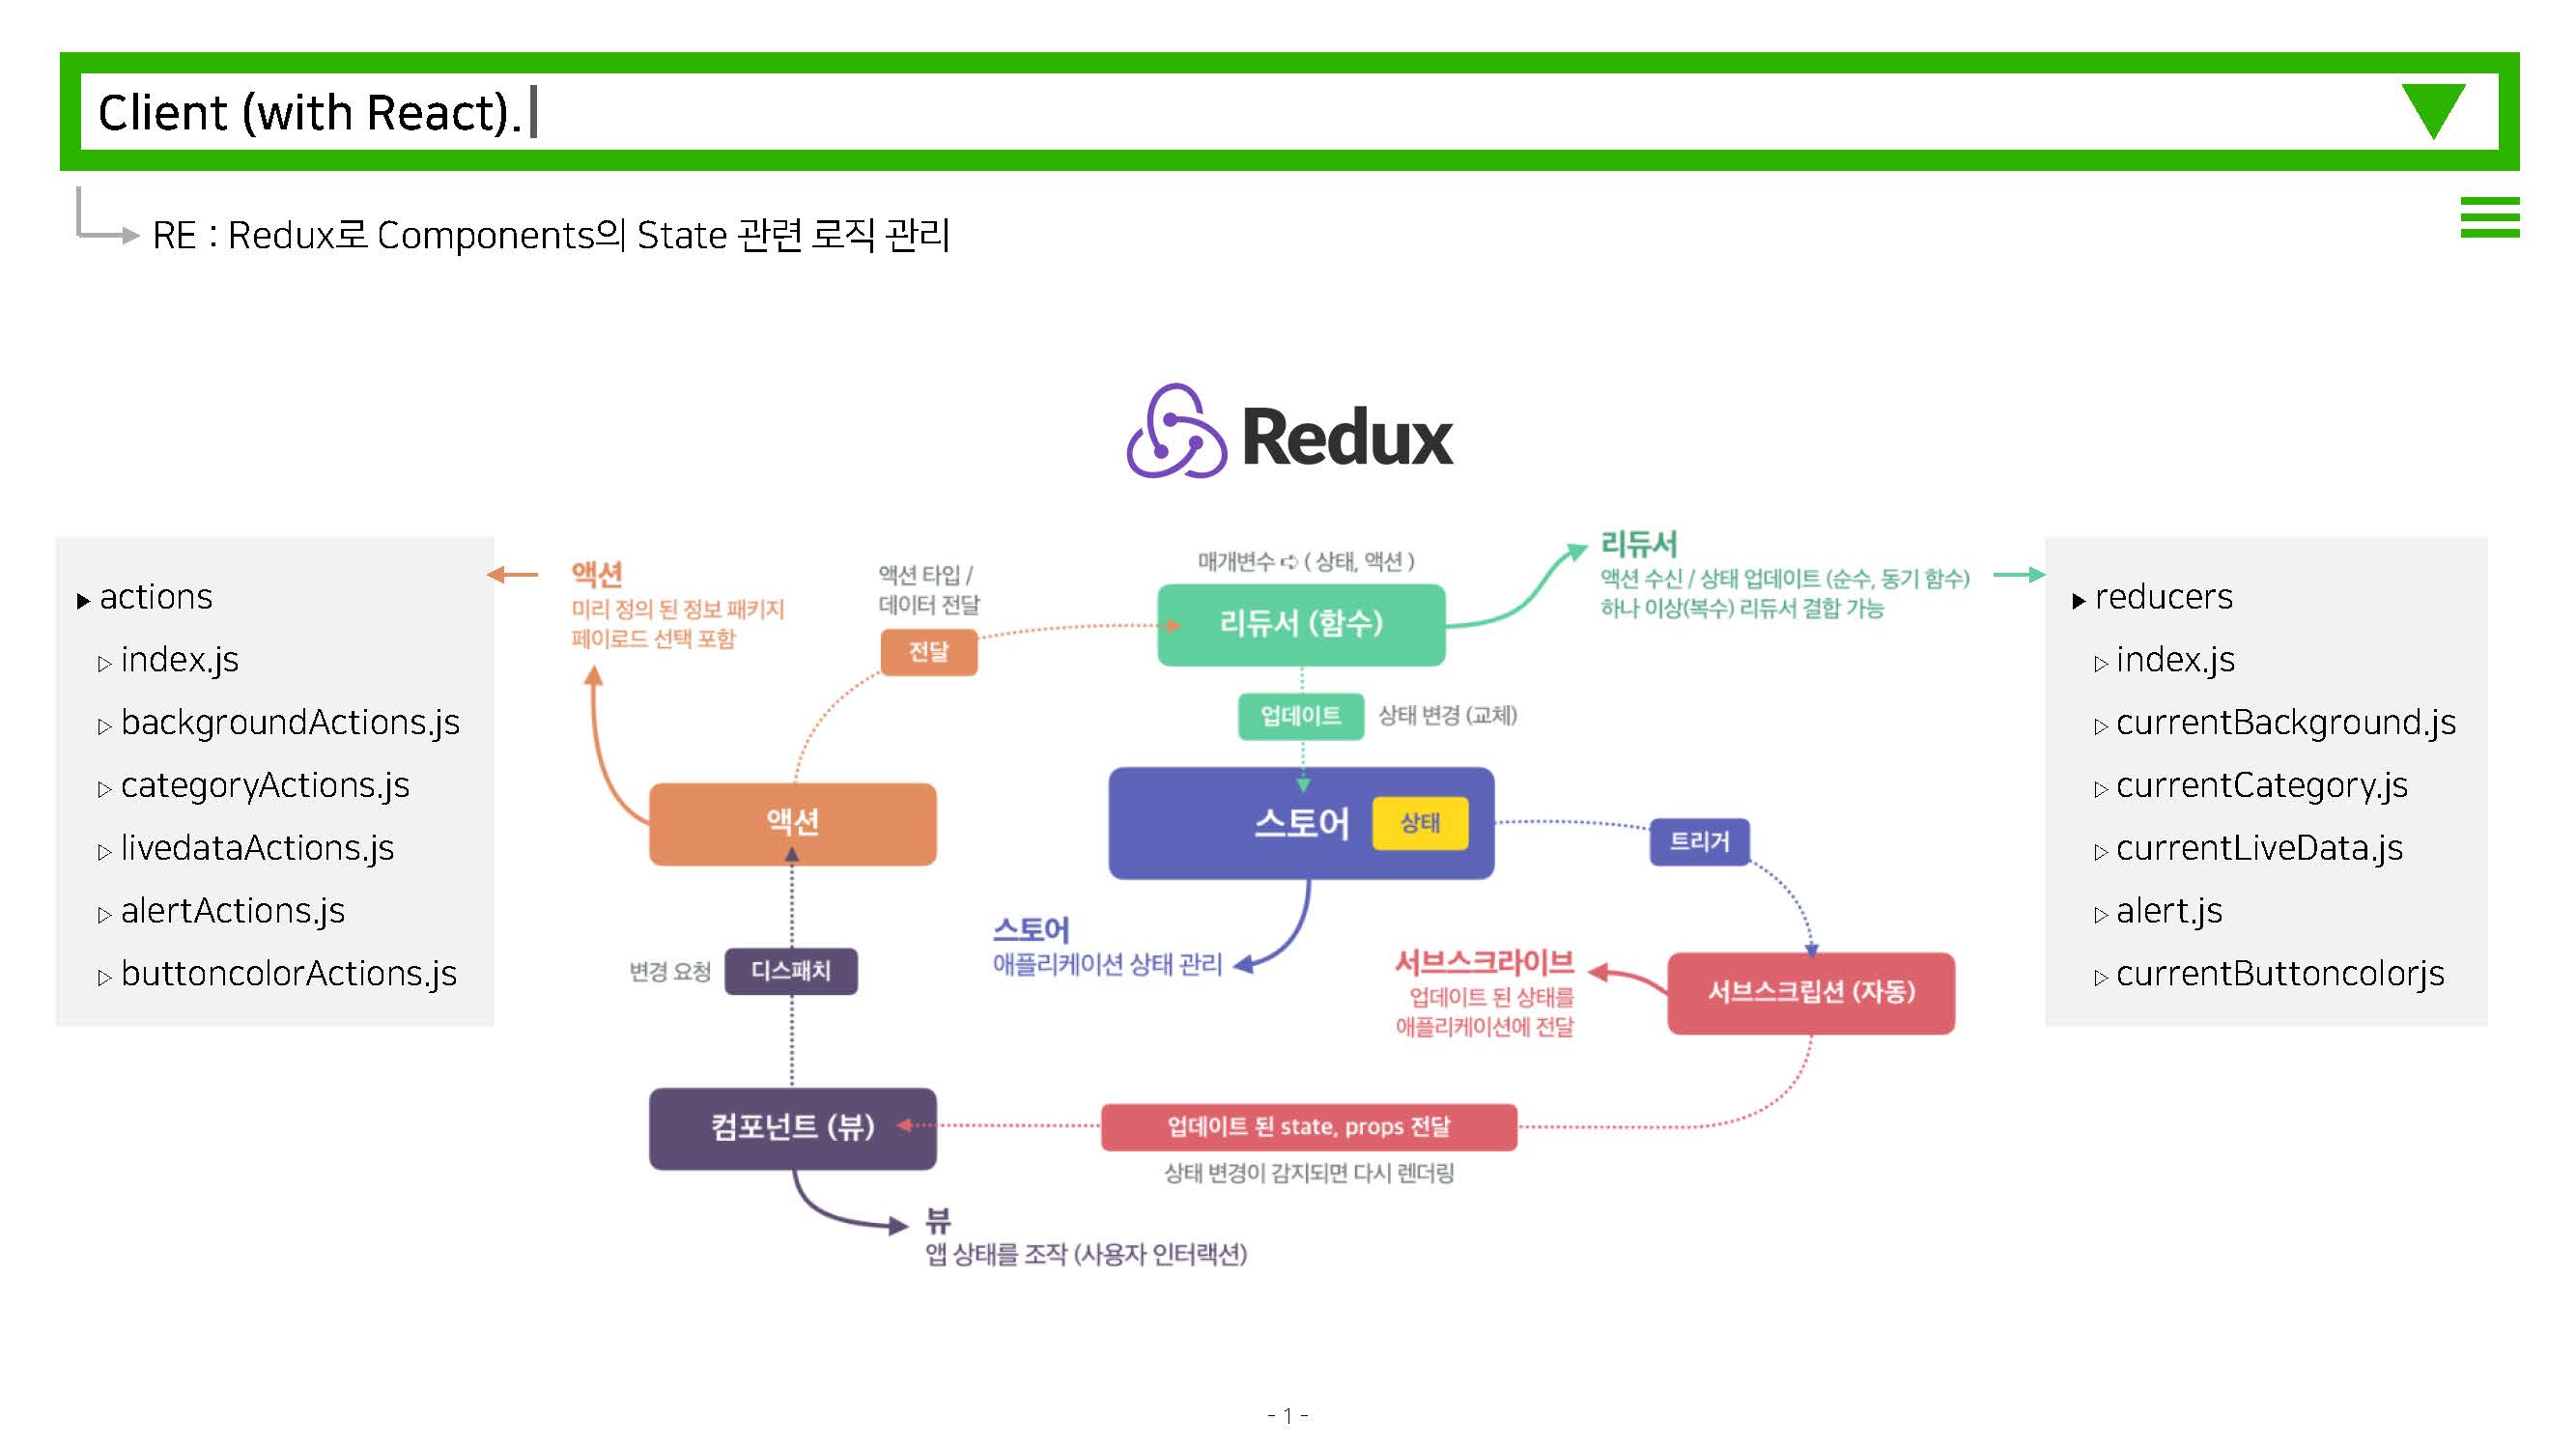 Client (with React).
RE : Redux로 Components의 State 관련 로직 관리
Redux
▶ actions
▷ index.js
▷ backgroundActions.js
▷ categoryActions.js
▷ livedataActions.js
▷ alertActions.js
▷ buttoncolorActions.js
액션
미리 정의 된 정보 패키지
페이로드 선택 포함
액션 타입 /
데이터 전달
전달
매개변수 ➪ ( 상태, 액션 )
리듀서 (함수)
리듀서
액션 수신 / 상태 업데이트 (순수, 동기 함수)
하나 이상(복수) 리듀서 결합 가능
업데이트
상태 변경 (교체)
액션
스토어
상태
트리거
스토어
애플리케이션 상태 관리
변경 요청
디스패치
서브스크라이브
업데이트 된 상태를
애플리케이션에 전달
서브스크립션 (자동)
컴포넌트 (뷰)
업데이트 된 state, props 전달
상태 변경이 감지되면 다시 렌더링
뷰
앱 상태를 조작 (사용자 인터랙션)
▶ reducers
▷ index.js
▷ currentBackground.js
▷ currentCategory.js
▷ currentLiveData.js
▷ alert.js
▷ currentButtoncolorjs
- 1 -